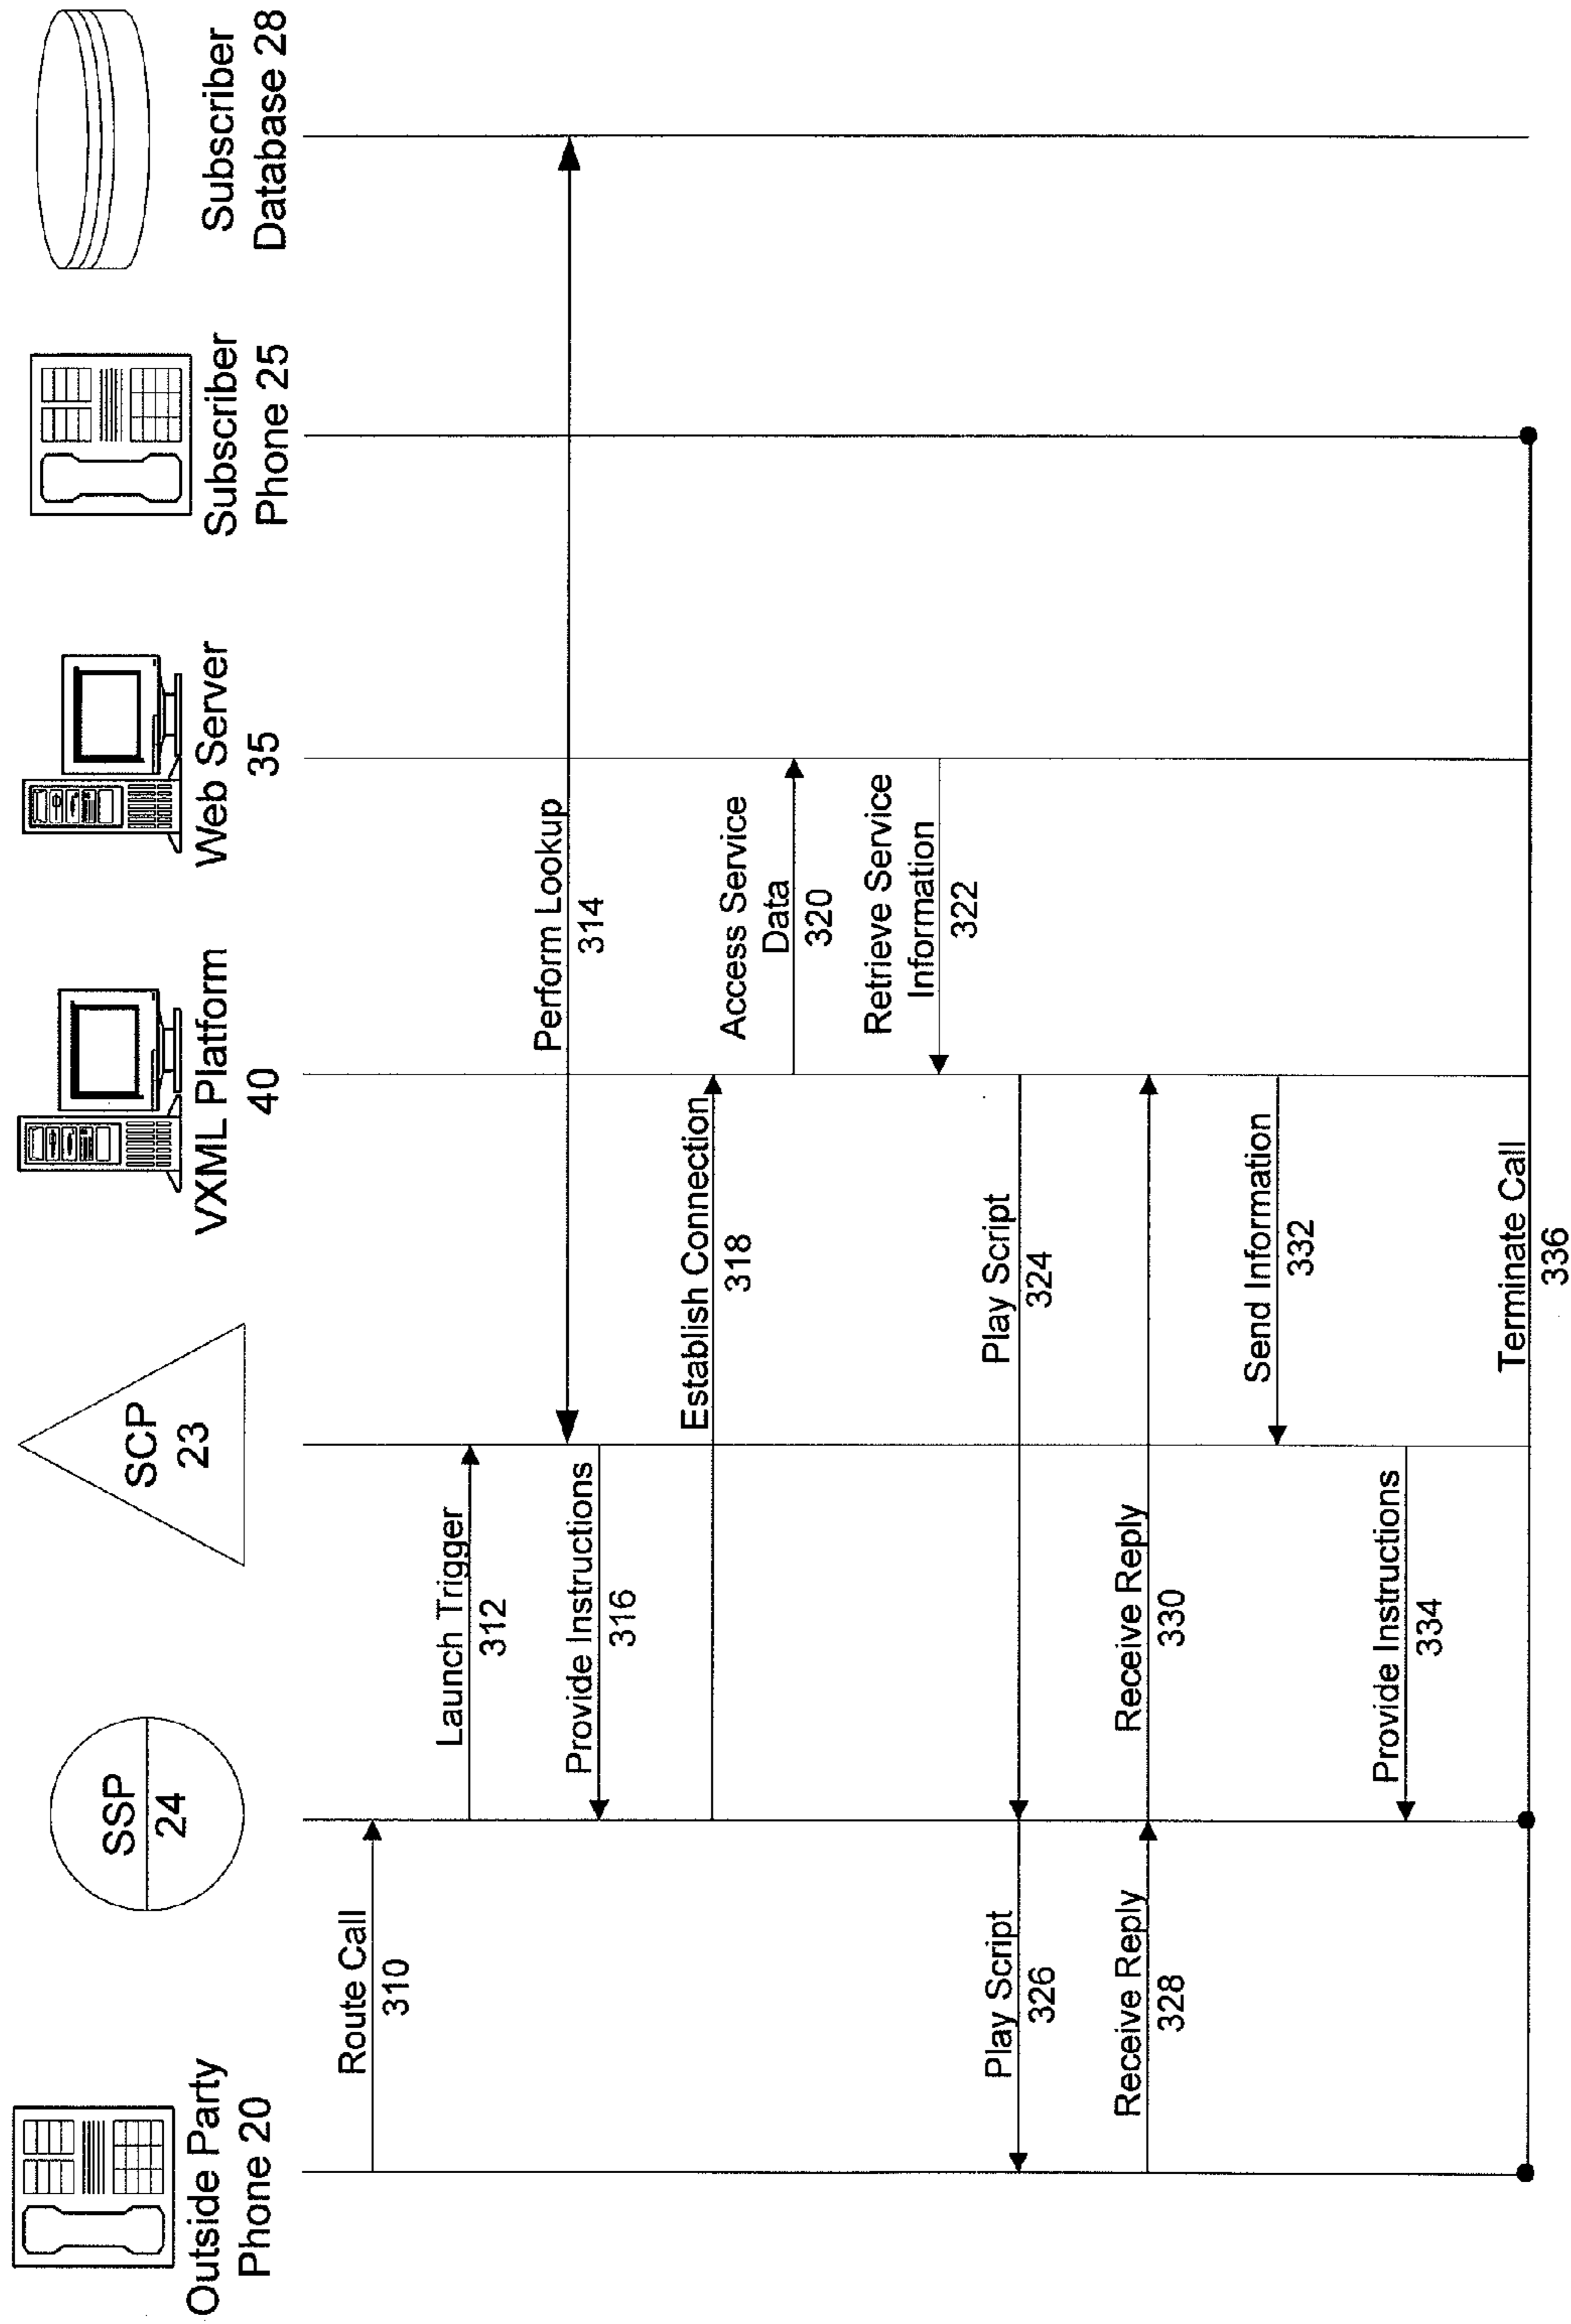 Outside Party
Phone 20
SSP
24
SCP
23
VXML Platform
40
Web Server
35
Subscriber
Phone 25
Subscriber
Database 28
Route Call
310
Launch Trigger
312
Perform Lookup
314
Provide Instructions
316
Establish Connection
318
Access Service
Data
320
Retrieve Service
Information
322
Play Script
324
Play Script
326
Receive Reply
328
Receive Reply
330
Send Information
332
Provide Instructions
334
Terminate Call
336